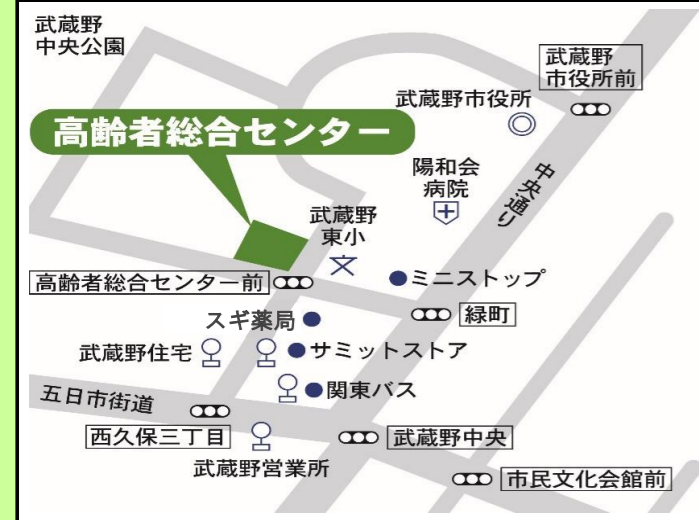 武蔵野
中央公園
武蔵野
市役所前
武蔵野市役所
高齢者総合センター
陽和会
病院
中央通り
武蔵野
東小
高齢者総合センター前
ミニストップ
スギ薬局
緑町
武蔵野住宅
サミットストア
関東バス
五日市街道
西久保三丁目
武蔵野中央
武蔵野営業所
市民文化会館前